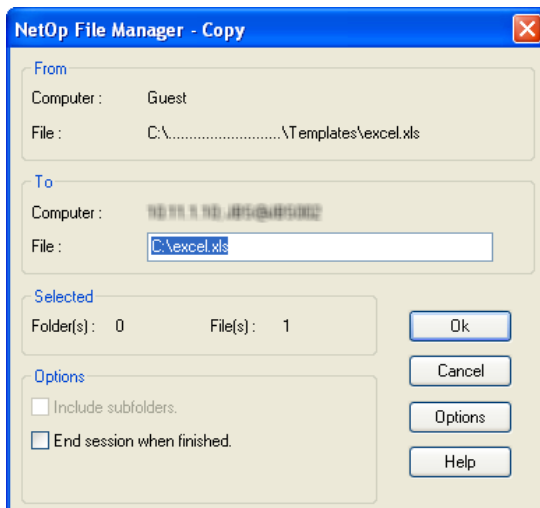 NetOp File Manager - Copy
From
Computer : Guest
File : C:\...........................\Templates\excel.xls
To
Computer :
File : C:\excel.xls
Selected
Folder(s) : 0 File(s) : 1
Ok
Options
Cancel
Include subfolders.
Options
End session when finished.
Help